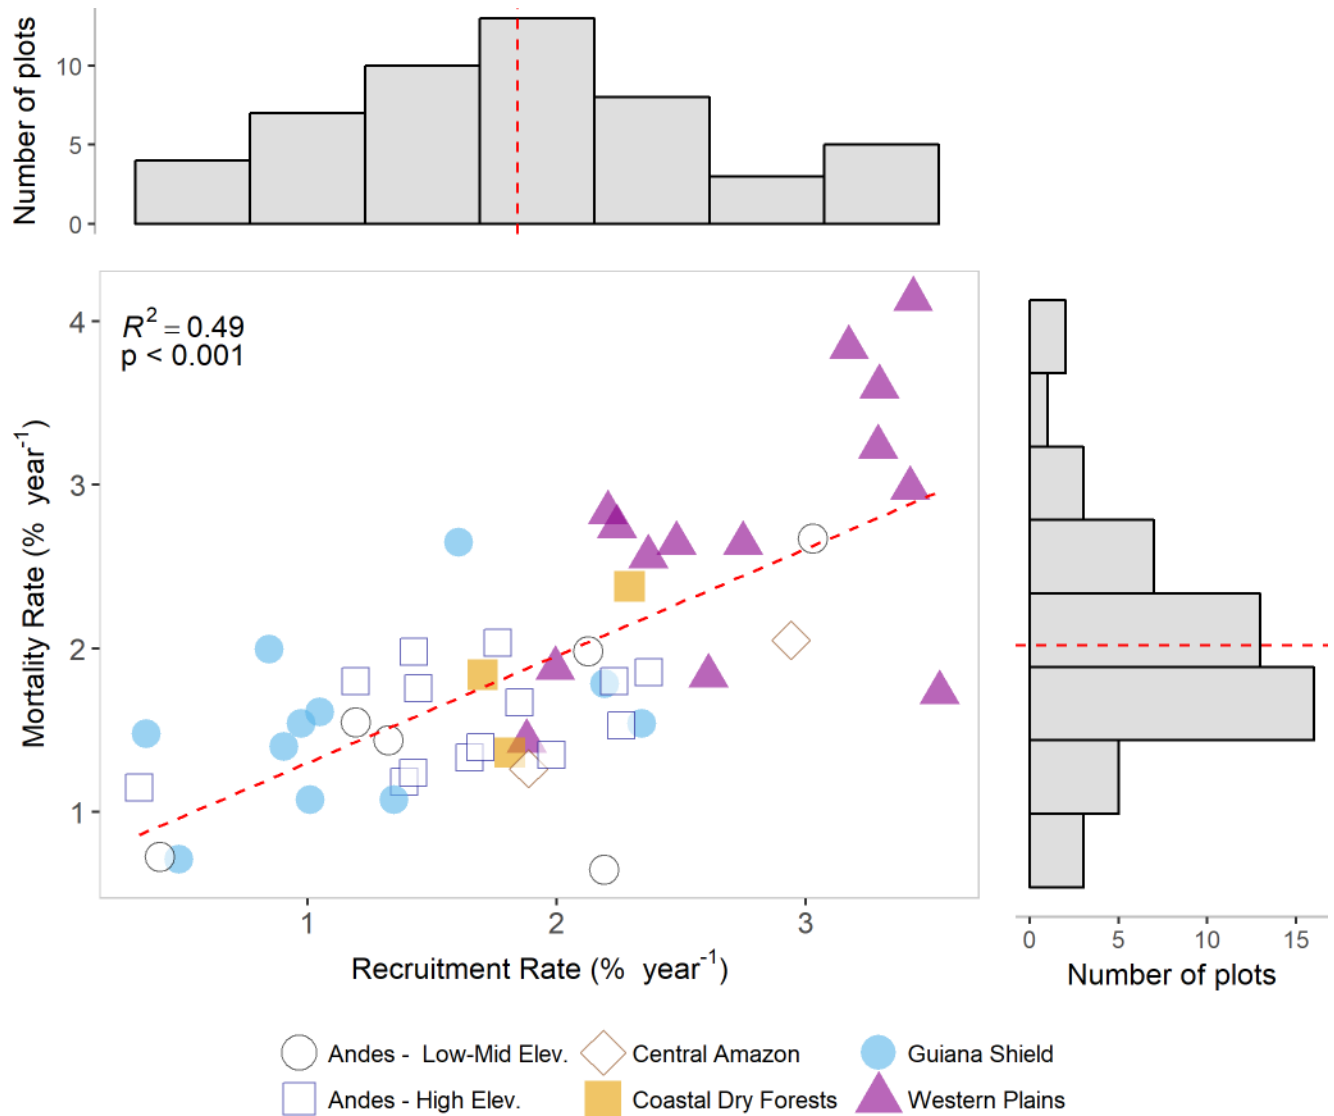 Number of plots
10
5
0
R² = 0.49
p < 0.001
Mortality Rate (% year⁻¹)
4
3
2
1
1 2 3
Recruitment Rate (% year⁻¹)
0 5 10 15
Number of plots
Andes - Low-Mid Elev.
Central Amazon
Guiana Shield
Andes - High Elev.
Coastal Dry Forests
Western Plains